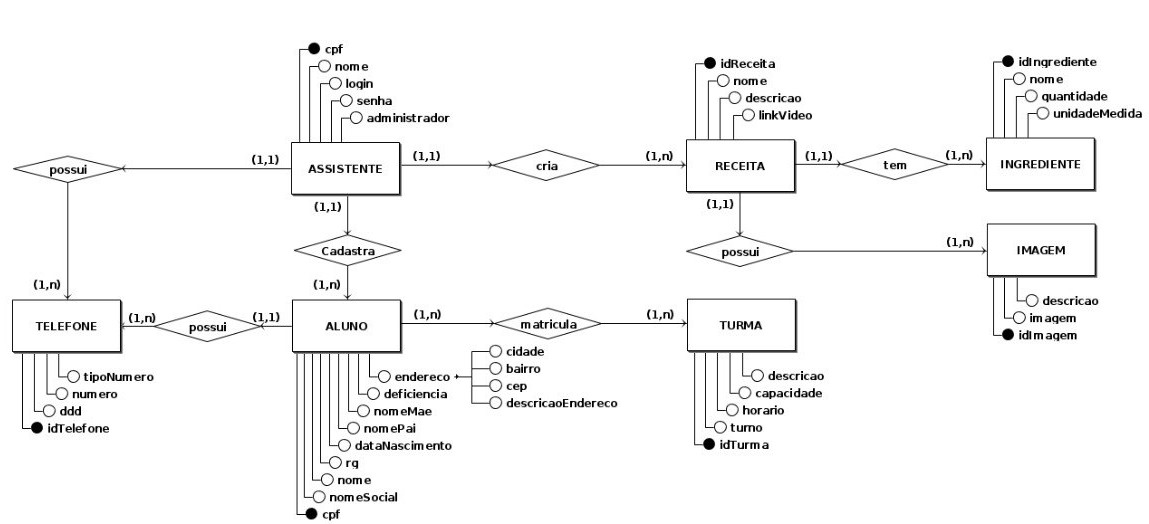 cpf
nome
login
senha
administrador
idReceita
nome
descricao
linkVideo
idIngrediente
nome
quantidade
unidadeMedida
possui
(1,1)
ASSISTENTE
(1,1)
cria
(1,n)
RECEITA
(1,1)
tem
(1,n)
INGREDIENTE
(1,1)
(1,1)
Cadastra
possui
(1,n)
IMAGEM
(1,n)
(1,n)
descricao
imagem
idImagem
TELEFONE
(1,n)
possui
(1,1)
ALUNO
(1,n)
matricula
(1,n)
TURMA
tipoNumero
numero
ddd
idTelefone
endereco
deficiencia
nomeMae
nomePai
dataNascimento
rg
nome
nomeSocial
cpf
cidade
bairro
cep
descricaoEndereco
descricao
capacidade
horario
turno
idTurma